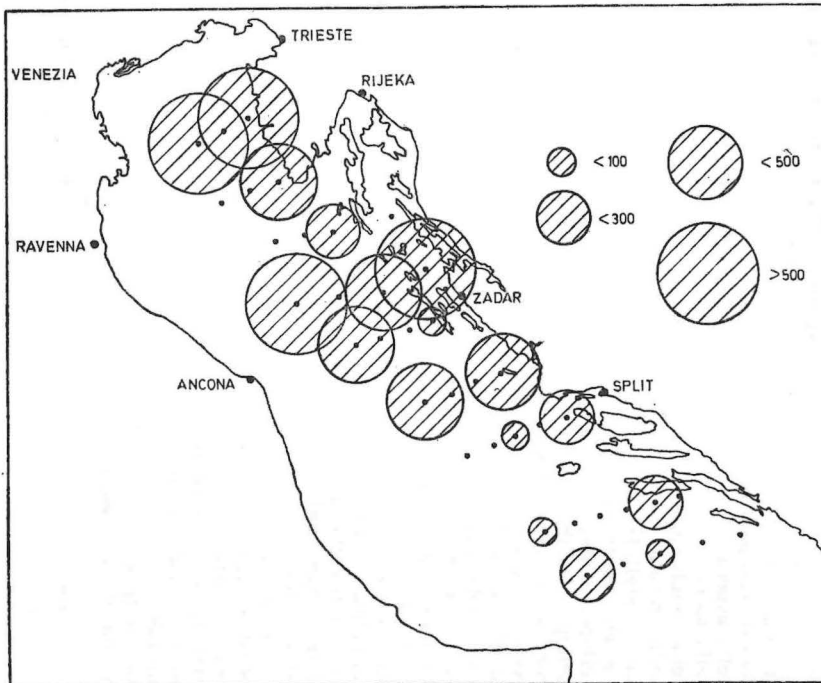 TRIESTE
VENEZIA
RIJEKA
<100
<500
<300
RAVENNA
>500
ZADAR
ANCONA
SPLIT